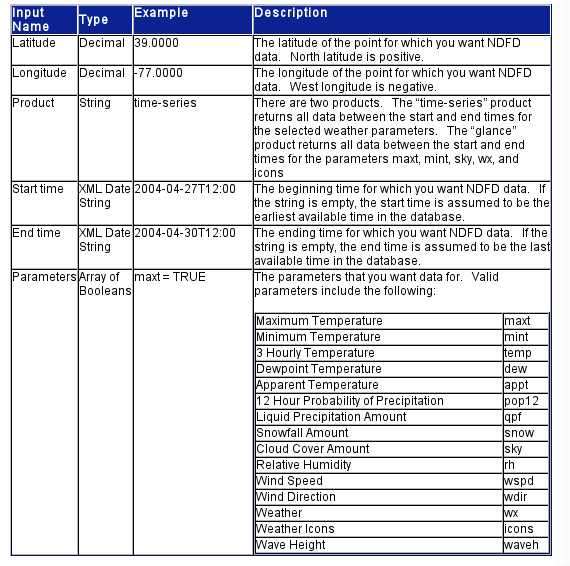 Input Name Type Example Description
Latitude Decimal 39.0000 The latitude of the point for which you want NDFD
data. North latitude is positive.
Longitude Decimal -77.0000 The longitude of the point for which you want NDFD
data. West longitude is negative.
Product String time-series There are two products. The “time-series” product
returns all data between the start and end times for
the selected weather parameters. The “glance”
product returns all data between the start and end
times for the parameters maxt, mint, sky, wx, and
icons
Start time XML Date 2004-04-27T12:00 The beginning time for which you want NDFD data. If
String the string is empty, the start time is assumed to be the
earliest available time in the database.
End time XML Date 2004-04-30T12:00 The ending time for which you want NDFD data. If the
String string is empty, the end time is assumed to be the last
available time in the database.
Parameters Array of maxt = TRUE The parameters that you want data for. Valid
Booleans parameters include the following:
Maximum Temperature maxt
Minimum Temperature mint
3 Hourly Temperature temp
Dewpoint Temperature dew
Apparent Temperature appt
12 Hour Probability of Precipitation pop12
Liquid Precipitation Amount qpf
Snowfall Amount snow
Cloud Cover Amount sky
Relative Humidity rh
Wind Speed wspd
Wind Direction wdir
Weather wx
Weather Icons icons
Wave Height waveh